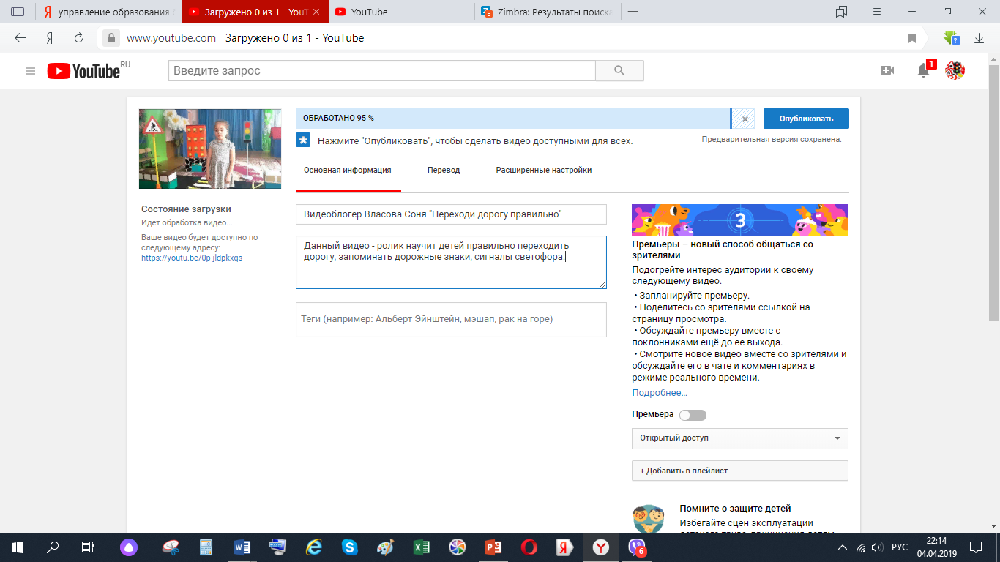 управление образования
Загружено 0 из 1 - YouT
YouTube
Zimbra: Результаты поиска
www.youtube.com Загружено 0 из 1 - YouTube
YouTube RU
Введите запрос
1
ОБРАБОТАНО 95 %
Опубликовать
Нажмите "Опубликовать", чтобы сделать видео доступными для всех.
Предварительная версия сохранена.
Основная информация
Перевод
Расширенные настройки
Состояние загрузки
Идет обработка видео...
Ваше видео будет доступно по
следующему адресу:
https://youtu.be/0p-jldpkxqs
Видеоблогер Власова Соня "Переходи дорогу правильно"
Данный видео - ролик научит детей правильно переходить
дорогу, запоминать дорожные знаки, сигналы светофора.
Теги (например: Альберт Эйнштейн, мэшап, рак на горе)
3
Премьеры – новый способ общаться со
зрителями
Подогрейте интерес аудитории к своему
следующему видео.
• Запланируйте премьеру.
• Поделитесь со зрителями ссылкой на
страницу просмотра.
• Обсуждайте премьеру вместе с
поклонниками ещё до ее выхода.
• Смотрите новое видео вместе со зрителями и
обсуждайте его в чате и комментариях в
режиме реального времени.
Подробнее...
Премьера
Открытый доступ
+ Добавить в плейлист
Помните о защите детей
Избегайте сцен эксплуатации
6
РУС
22:14
04.04.2019